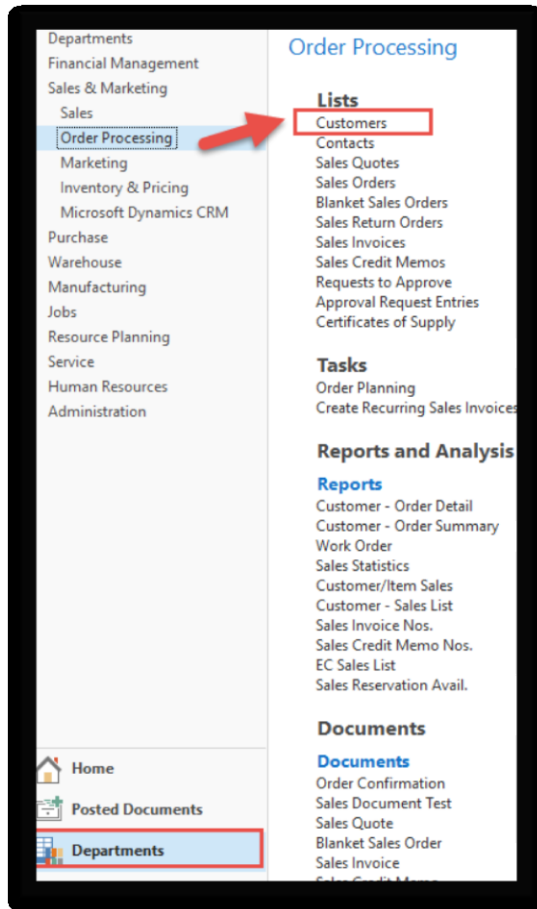 Departments
Financial Management
Sales & Marketing
Sales
Order Processing
Marketing
Inventory & Pricing
Microsoft Dynamics CRM
Purchase
Warehouse
Manufacturing
Jobs
Resource Planning
Service
Human Resources
Administration
Home
Posted Documents
Departments
Order Processing
Lists
Customers
Contacts
Sales Quotes
Sales Orders
Blanket Sales Orders
Sales Return Orders
Sales Invoices
Sales Credit Memos
Requests to Approve
Approval Request Entries
Certificates of Supply
Tasks
Order Planning
Create Recurring Sales Invoices
Reports and Analysis
Reports
Customer - Order Detail
Customer - Order Summary
Work Order
Sales Statistics
Customer/Item Sales
Customer - Sales List
Sales Invoice Nos.
Sales Credit Memo Nos.
EC Sales List
Sales Reservation Avail.
Documents
Documents
Order Confirmation
Sales Document Test
Sales Quote
Blanket Sales Order
Sales Invoice
Sales Credit Memo